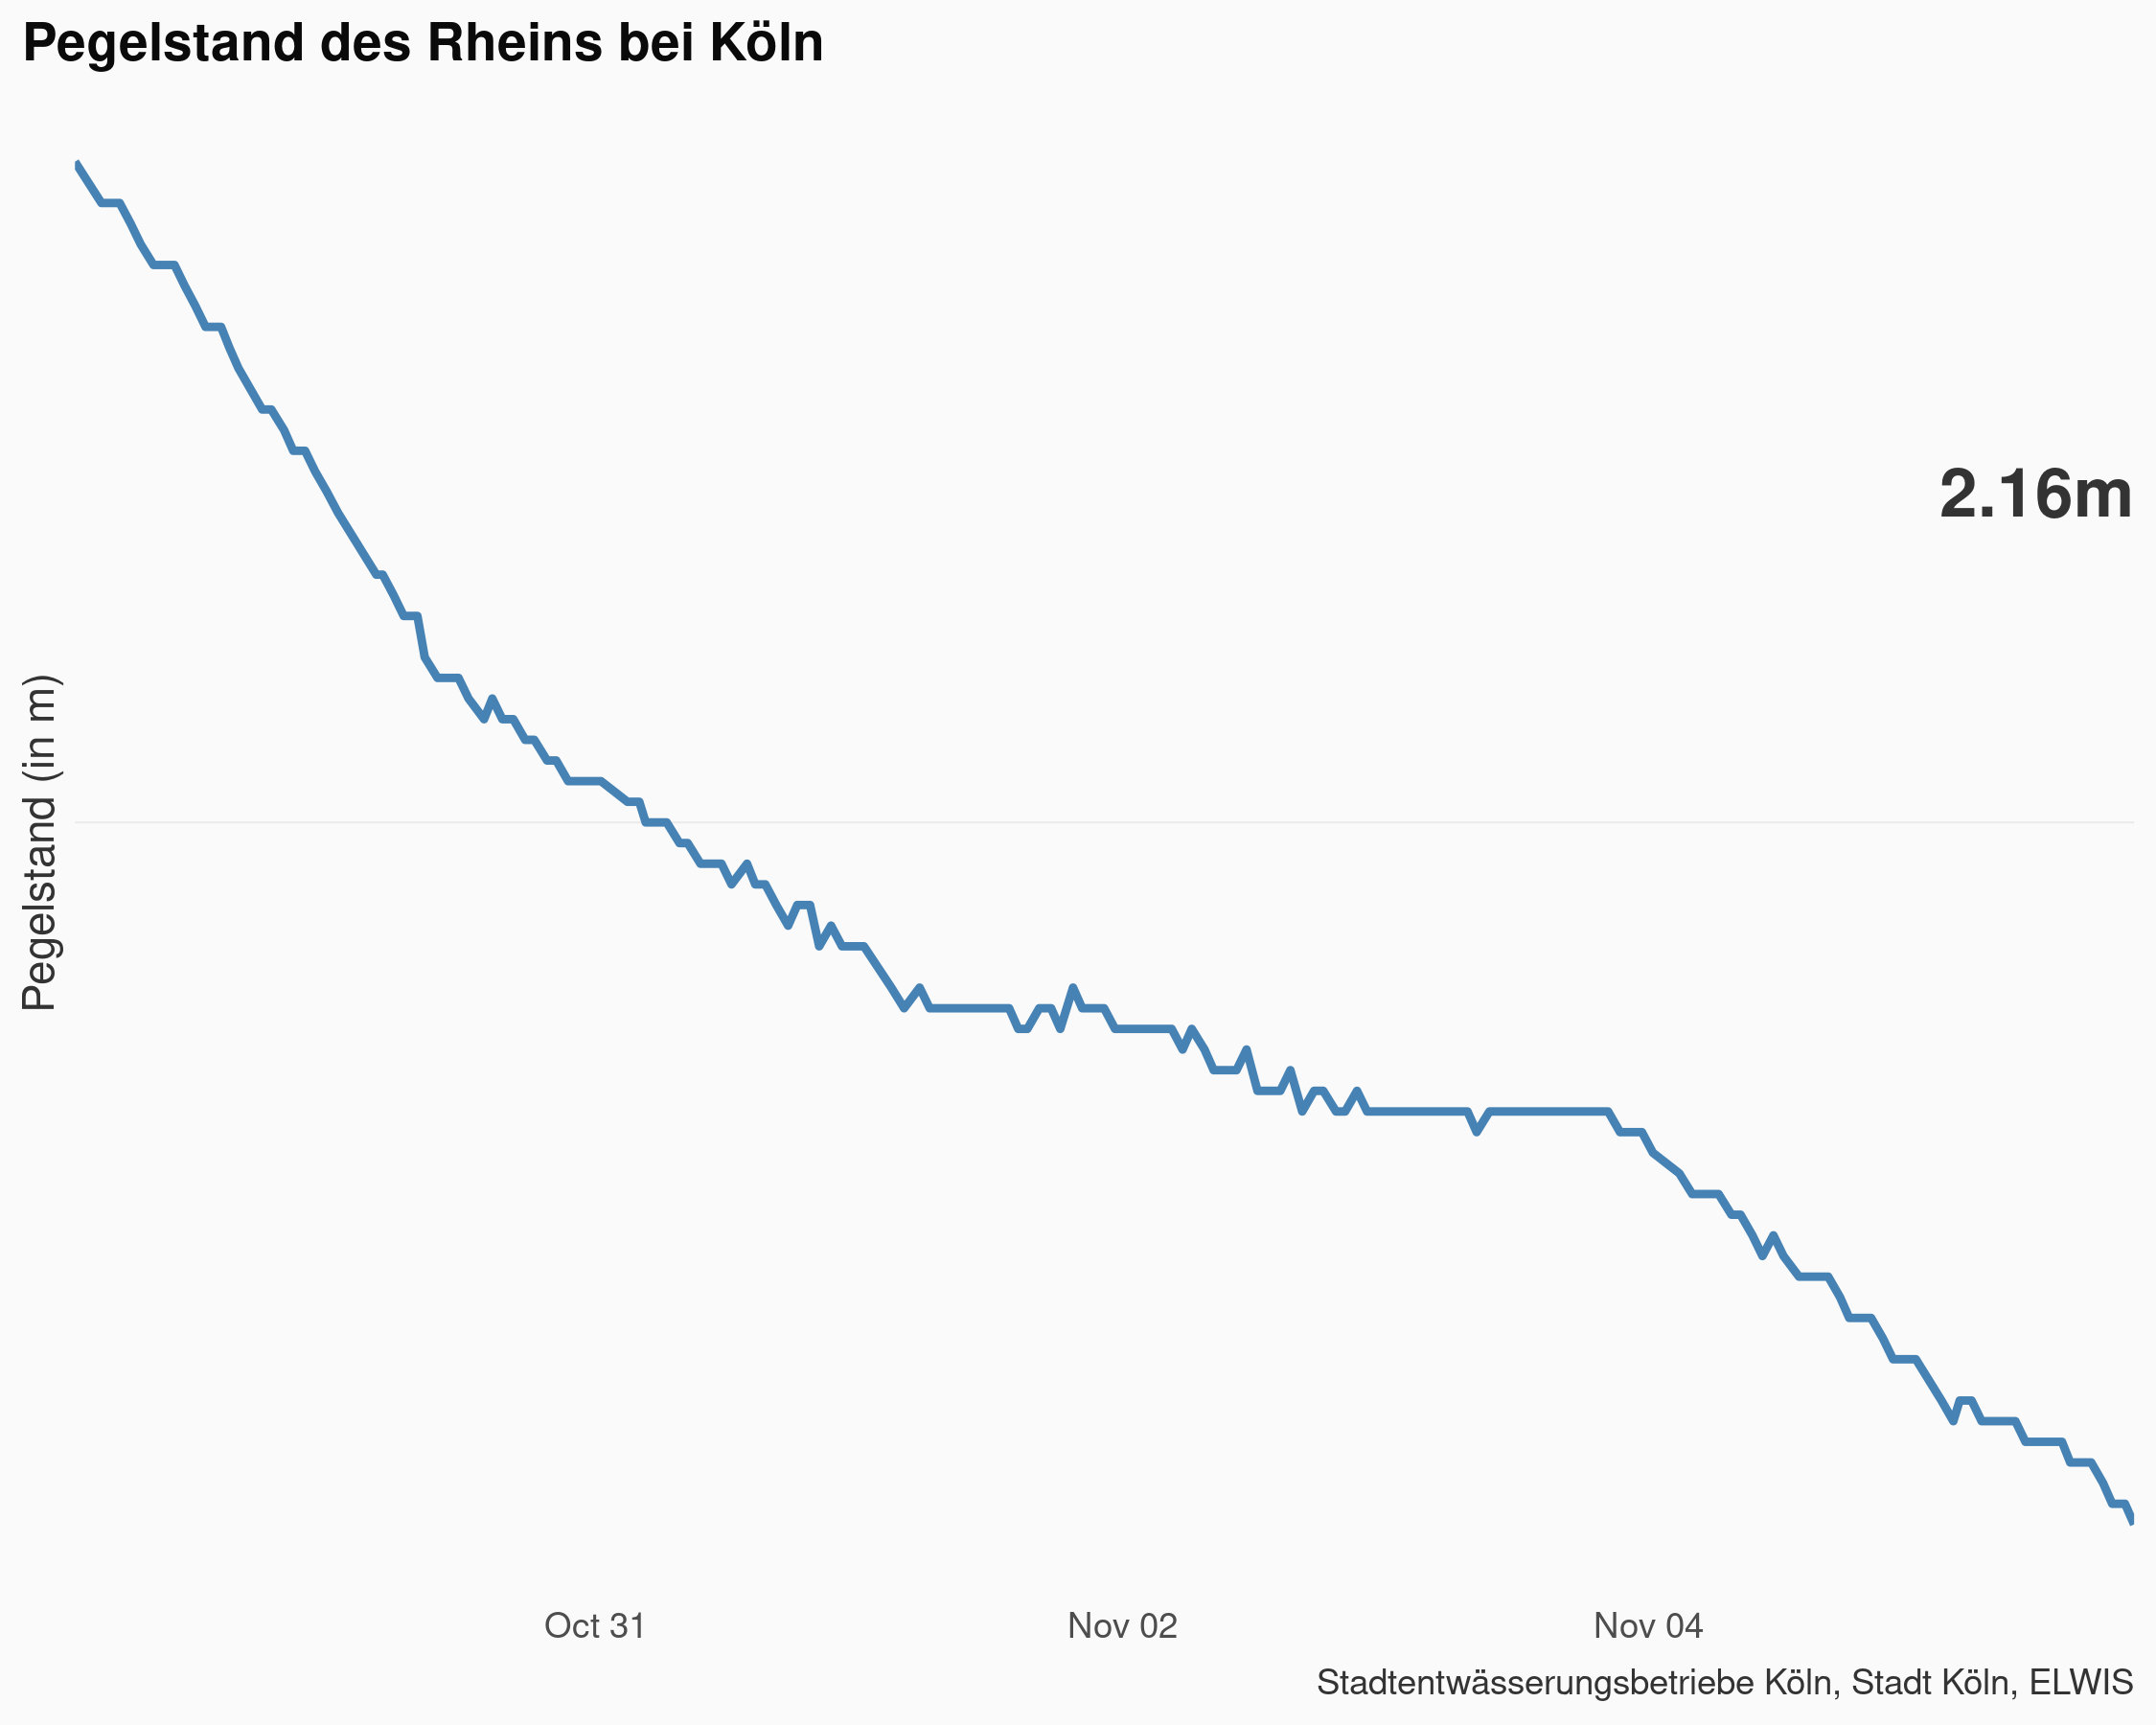 Pegelstand des Rheins bei Köln
2.16m
Pegelstand (in m)
Oct 31
Nov 02
Nov 04
Stadtentwässerungsbetriebe Köln, Stadt Köln, ELWIS